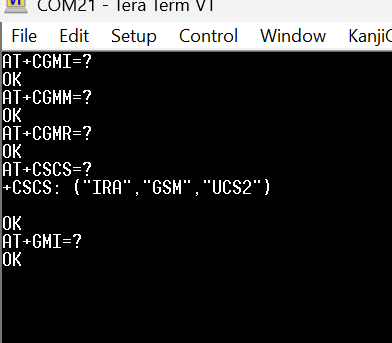 COM21 - Tera Term VT
File Edit Setup Control Window
AT+CGMI=?
OK
AT+CGMM=?
OK
AT+CGMR=?
OK
AT+CSCS=?
+CSCS: ("IRA","GSM","UCS2")
OK
AT+GMI=?
OK